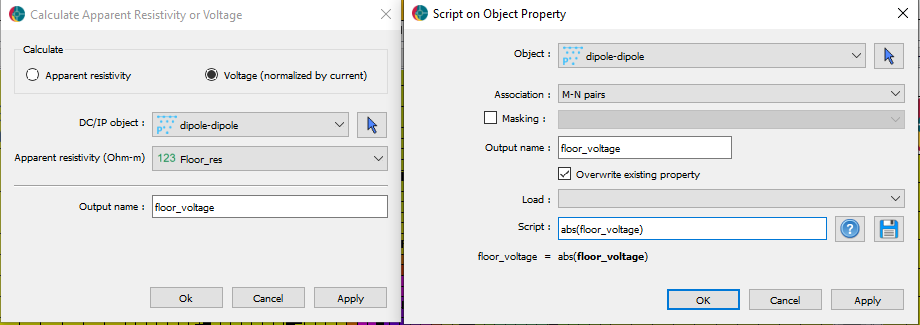 Calculate Apparent Resistivity or Voltage
Calculate
Apparent resistivity
Voltage (normalized by current)
DC/IP object :
dipole-dipole
Apparent resistivity (Ohm-m) :
123 Floor_res
Output name :
floor_voltage
Ok
Cancel
Apply
Script on Object Property
Object :
dipole-dipole
Association :
M-N pairs
Masking :
Output name :
floor_voltage
Overwrite existing property
Load :
Script :
abs(floor_voltage)
floor_voltage = abs(floor_voltage)
OK
Cancel
Apply